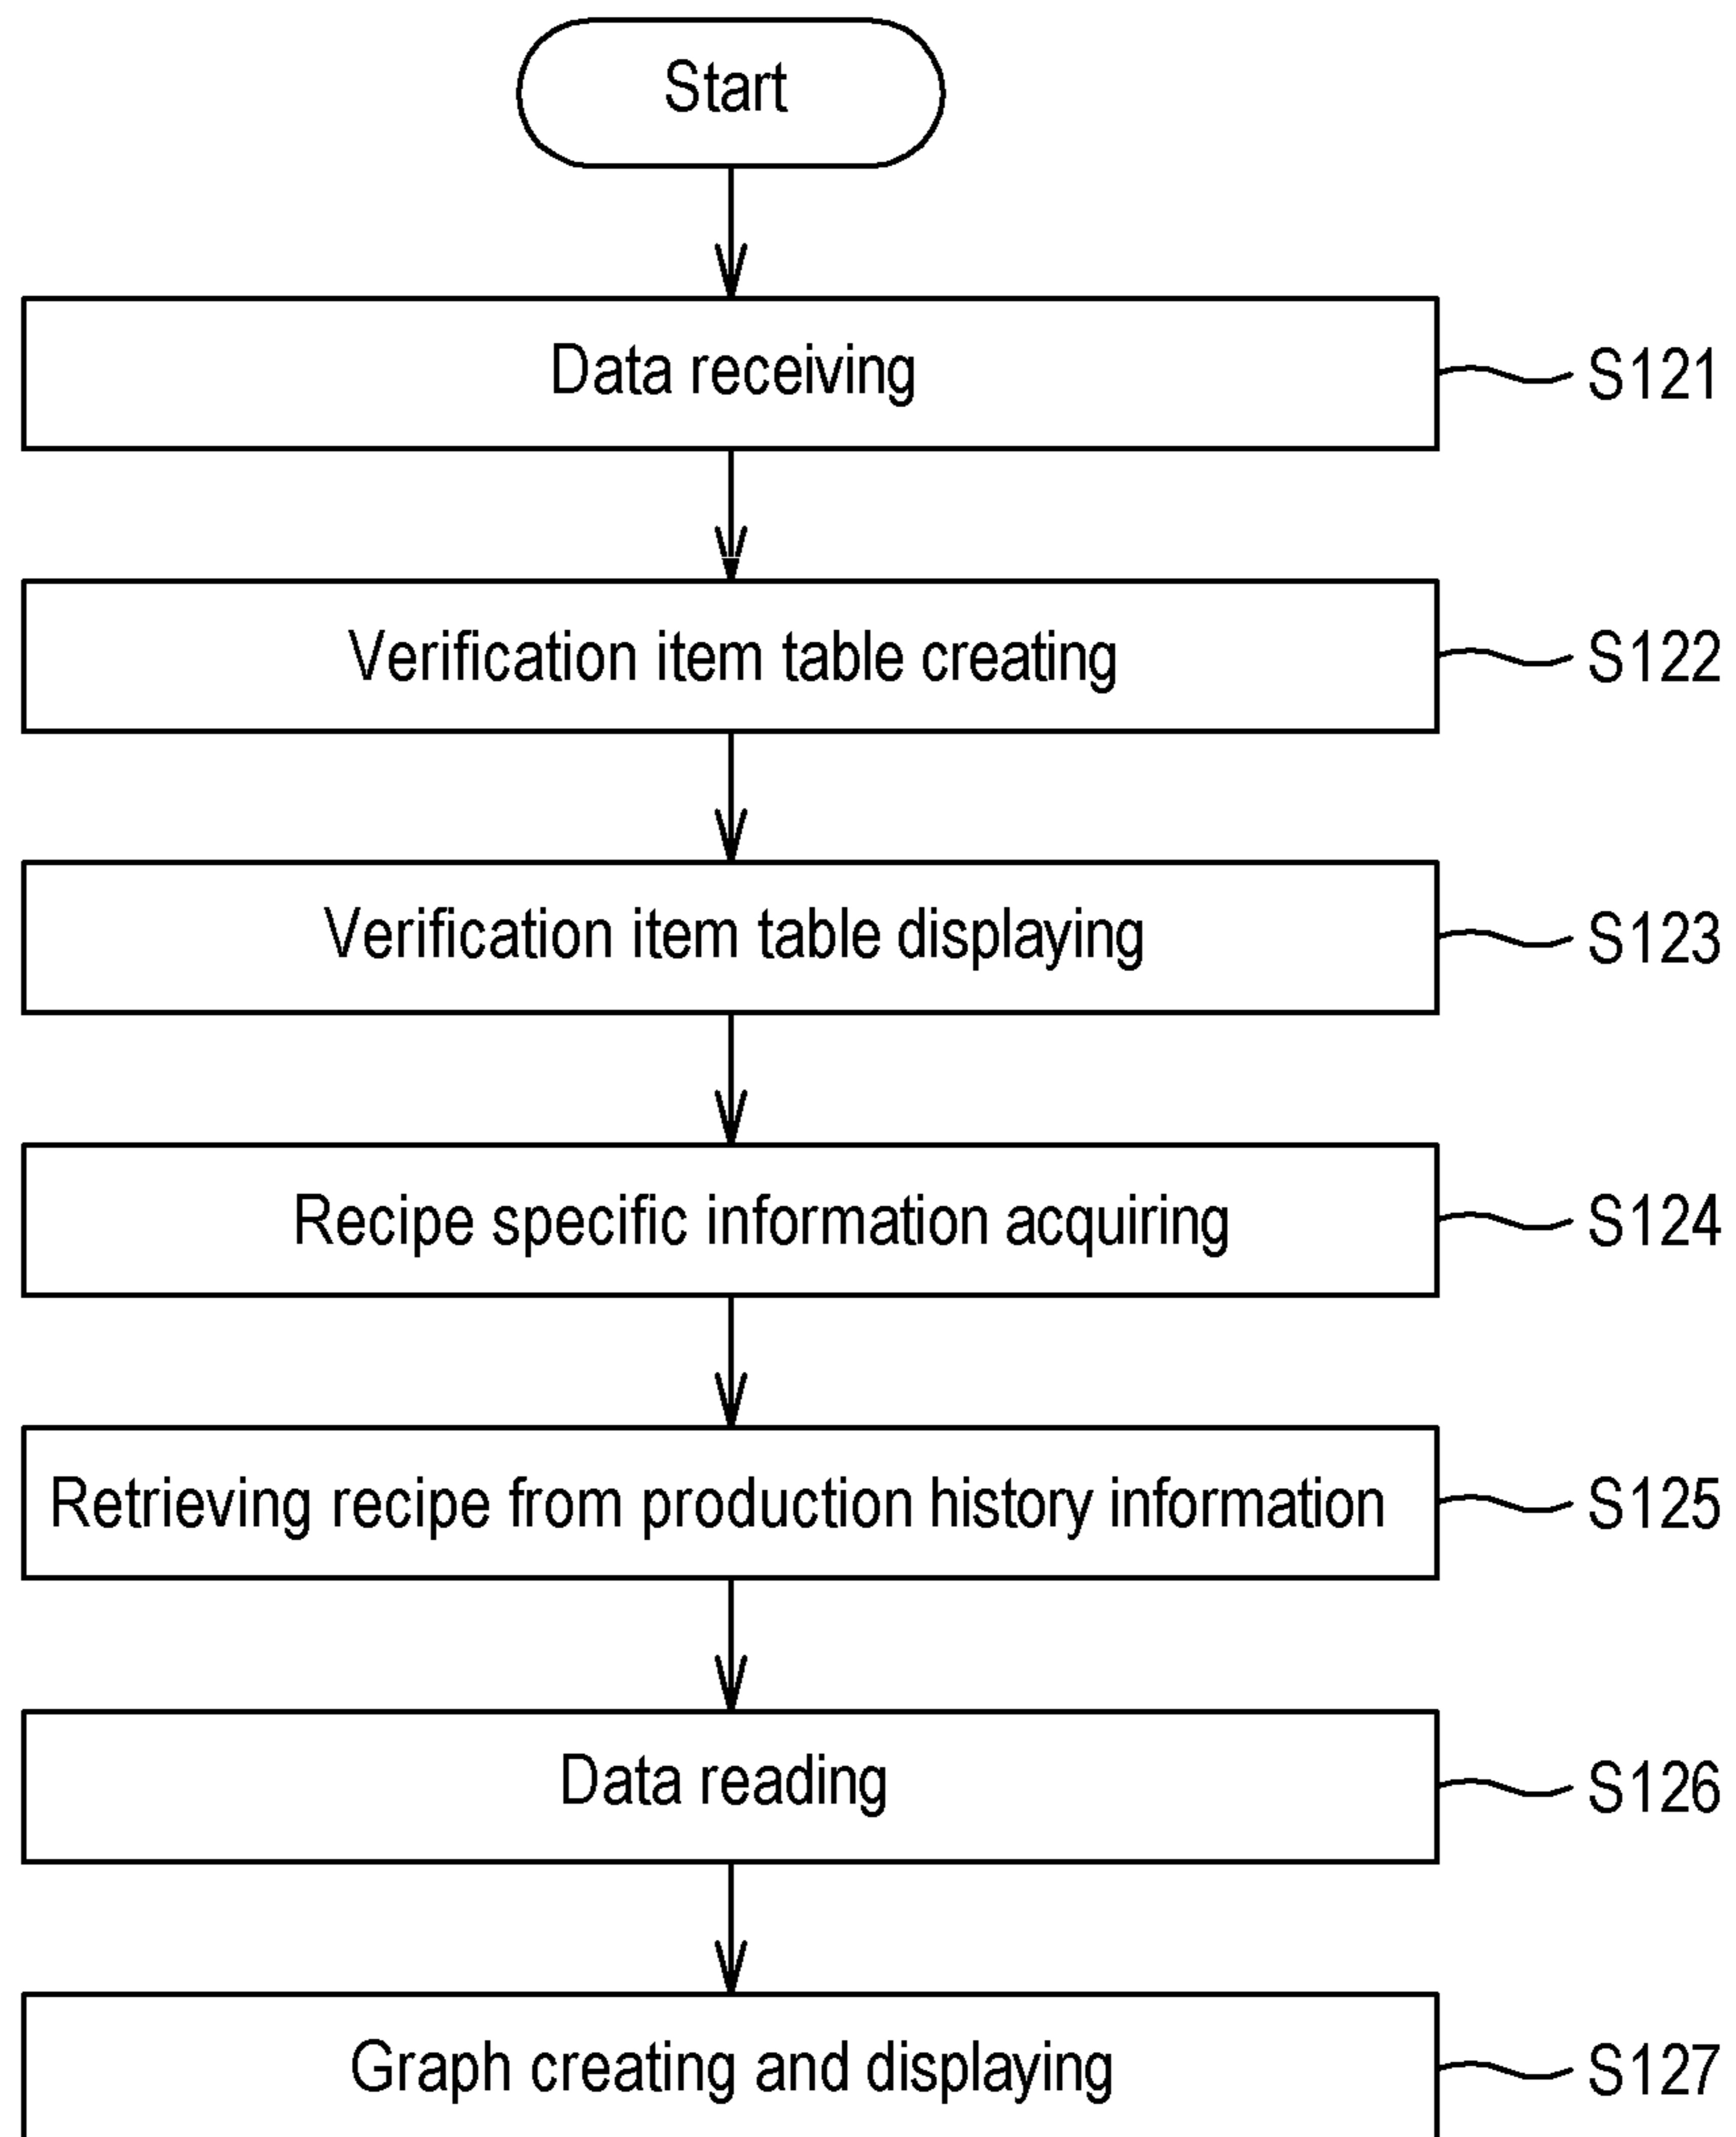 Start
Data receiving
S121
Verification item table creating
S122
Verification item table displaying
S123
Recipe specific information acquiring
S124
Retrieving recipe from production history information
S125
Data reading
S126
Graph creating and displaying
S127